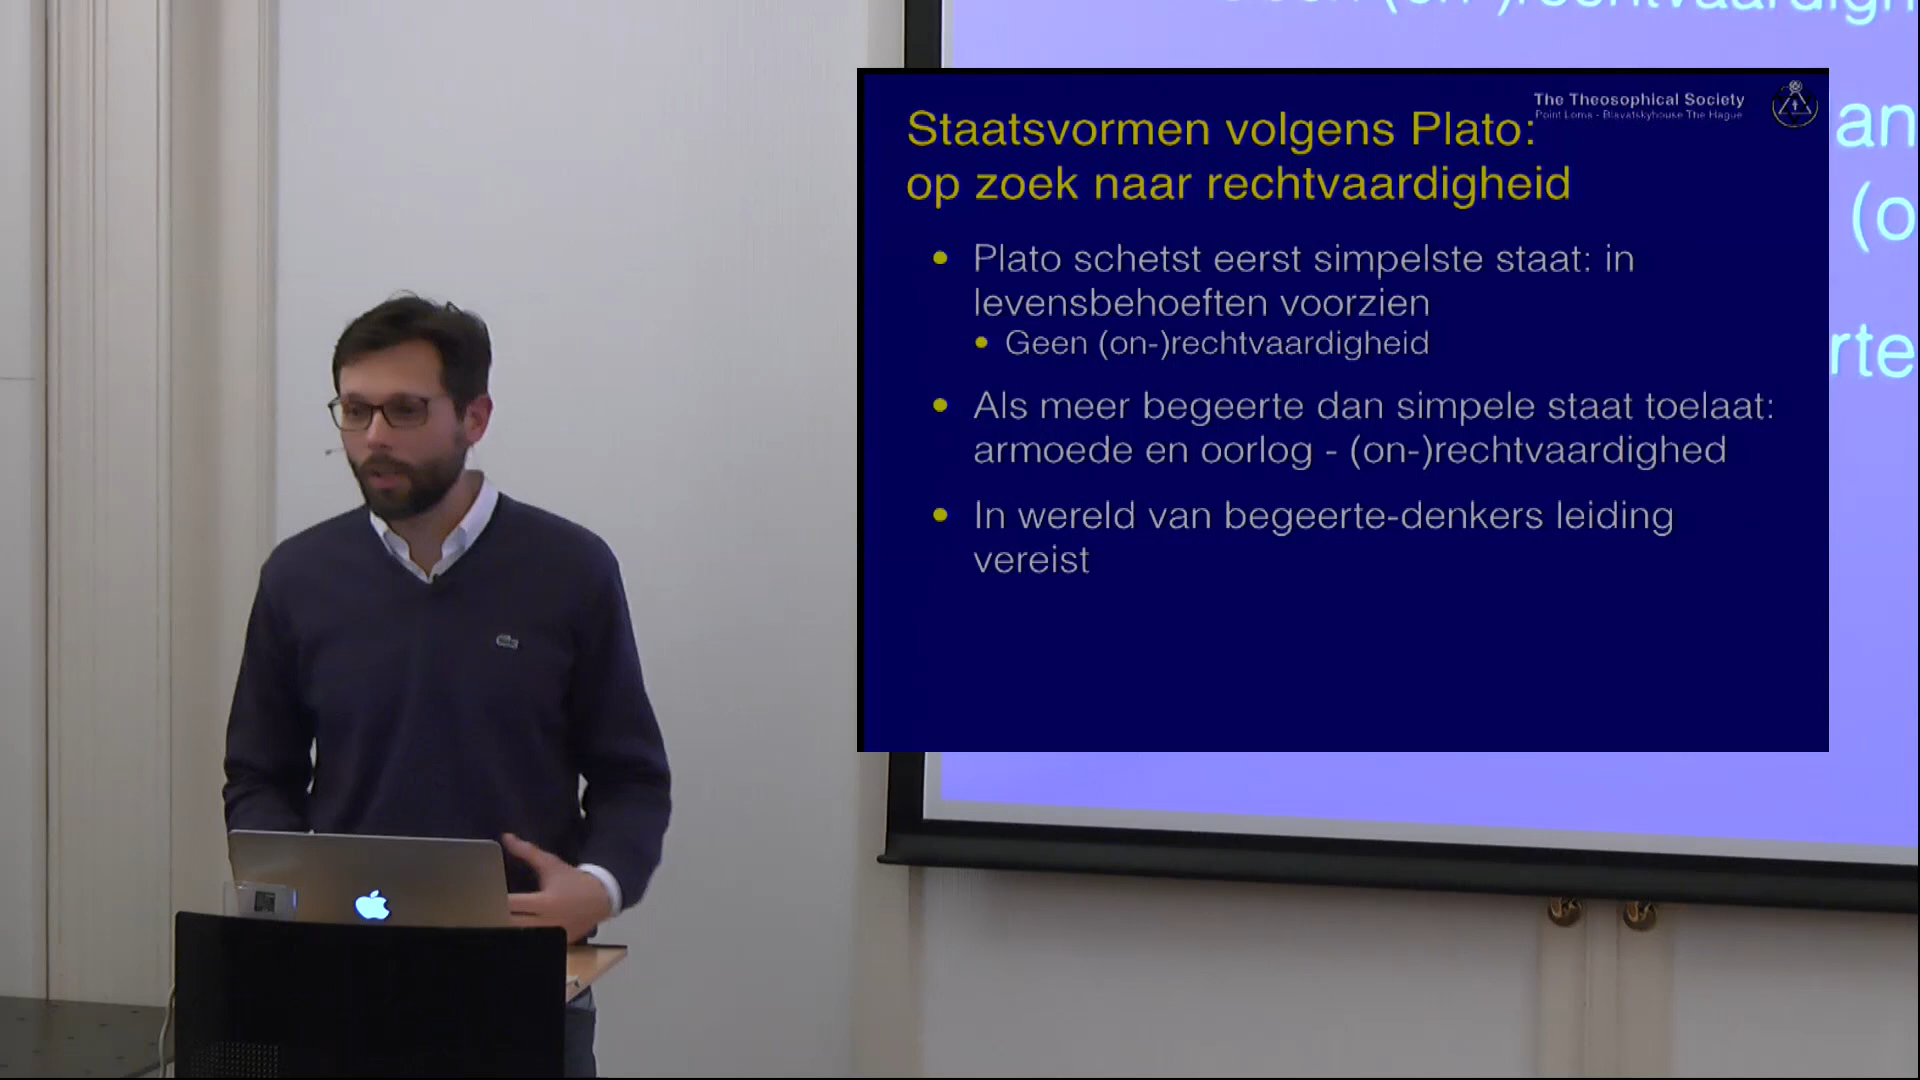 The Theosophical Society
Point Loma - Blavatskyhouse The Hague
Staatsvormen volgens Plato:
op zoek naar rechtvaardigheid
Plato schetst eerst simpelste staat: in
levensbehoeften voorzien
Geen (on-)rechtvaardigheid
Als meer begeerte dan simpele staat toelaat:
armoede en oorlog - (on-)rechtvaardighed
In wereld van begeerte-denkers leiding
vereist
an
(o
rte